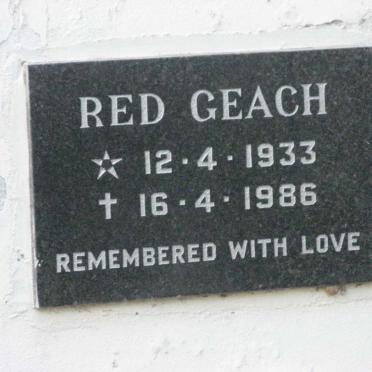 RED GEACH
☆ 12·4·1933
✝ 16·4·1986
REMEMBERED WITH LOVE